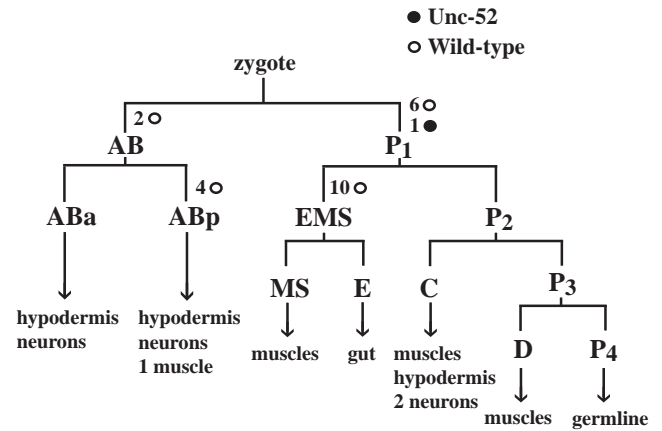 ● Unc-52
○ Wild-type
zygote
2 ○
6 ○
1 ●
AB
P1
4 ○
10 ○
ABa
ABp
EMS
P2
MS
E
C
P3
hypodermis
neurons
hypodermis
neurons
1 muscle
muscles
gut
muscles
hypodermis
2 neurons
D
P4
muscles
germline